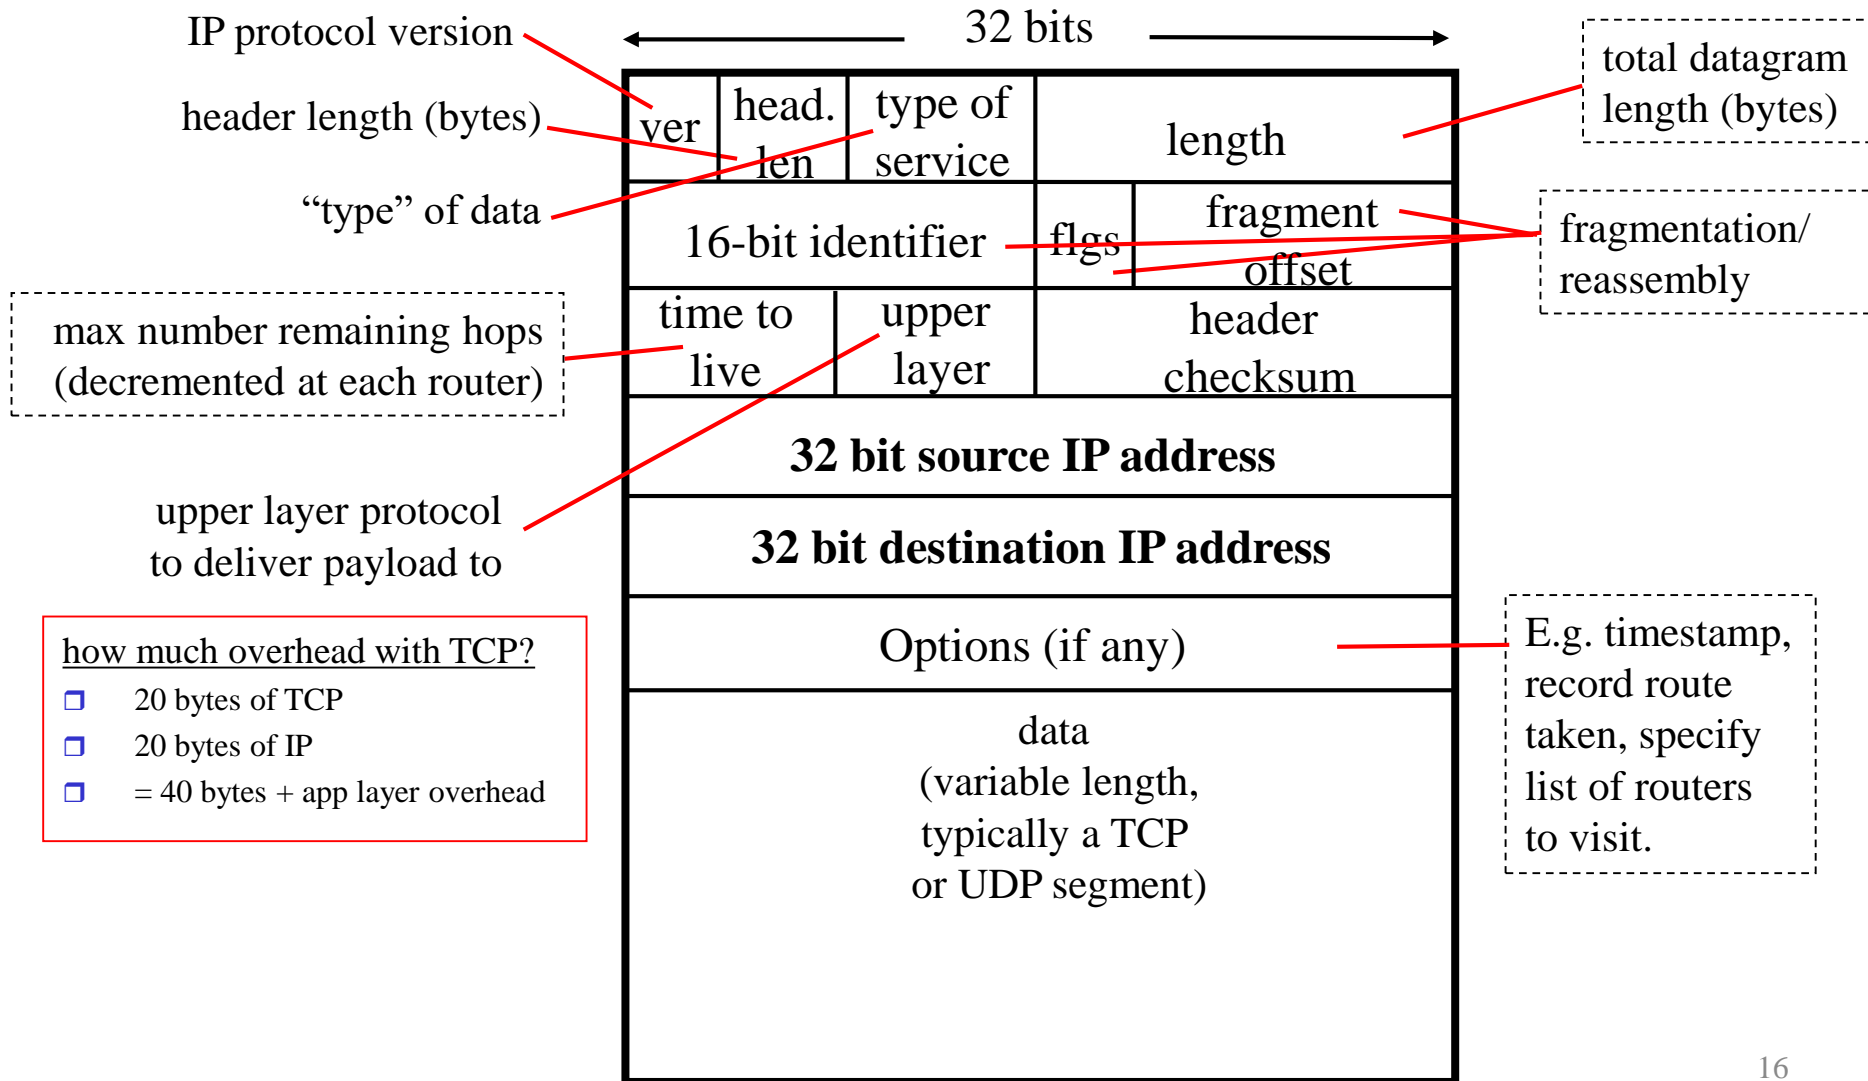 IP protocol version
32 bits
total datagram
length (bytes)
header length (bytes)
ver
head.
len
type of
service
length
“type” of data
16-bit identifier
flgs
fragment
offset
fragmentation/
reassembly
max number remaining hops
(decremented at each router)
time to
live
upper
layer
header
checksum
32 bit source IP address
upper layer protocol
to deliver payload to
32 bit destination IP address
how much overhead with TCP?
20 bytes of TCP
20 bytes of IP
= 40 bytes + app layer overhead
Options (if any)
E.g. timestamp,
record route
taken, specify
list of routers
to visit.
data
(variable length,
typically a TCP
or UDP segment)
16